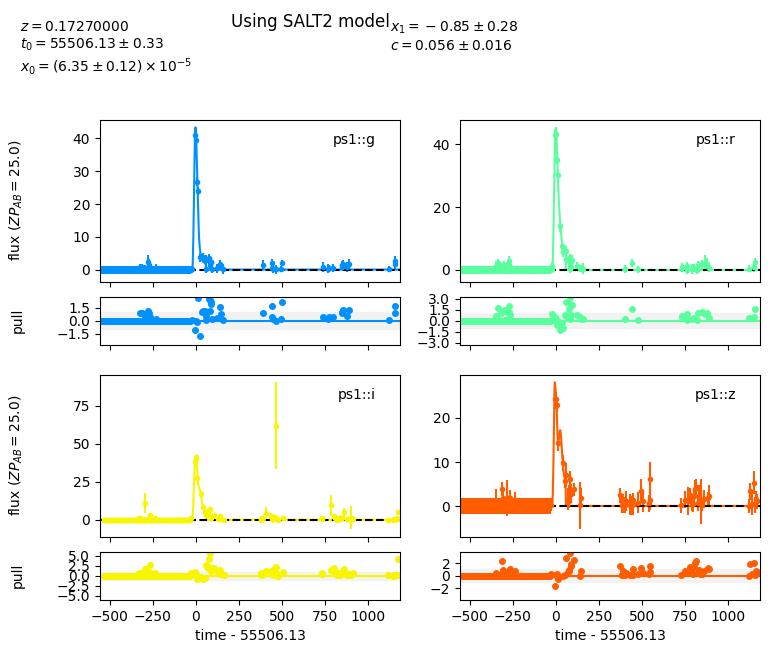 Using SALT2 model
z = 0.17270000
t₀ = 55506.13 ± 0.33
x₀ = (6.35 ± 0.12) × 10⁻⁵
x₁ = −0.85 ± 0.28
c = 0.056 ± 0.016
flux (ZP_AB = 25.0)
40
30
20
10
0
ps1::g
40
20
0
ps1::r
pull
1.5
0.0
−1.5
3.0
1.5
0.0
−1.5
−3.0
flux (ZP_AB = 25.0)
75
50
25
0
ps1::i
20
10
0
ps1::z
pull
5.0
2.5
0.0
−2.5
−5.0
2
0
−2
−500 −250 0 250 500 750 1000
−500 −250 0 250 500 750 1000
time - 55506.13
time - 55506.13